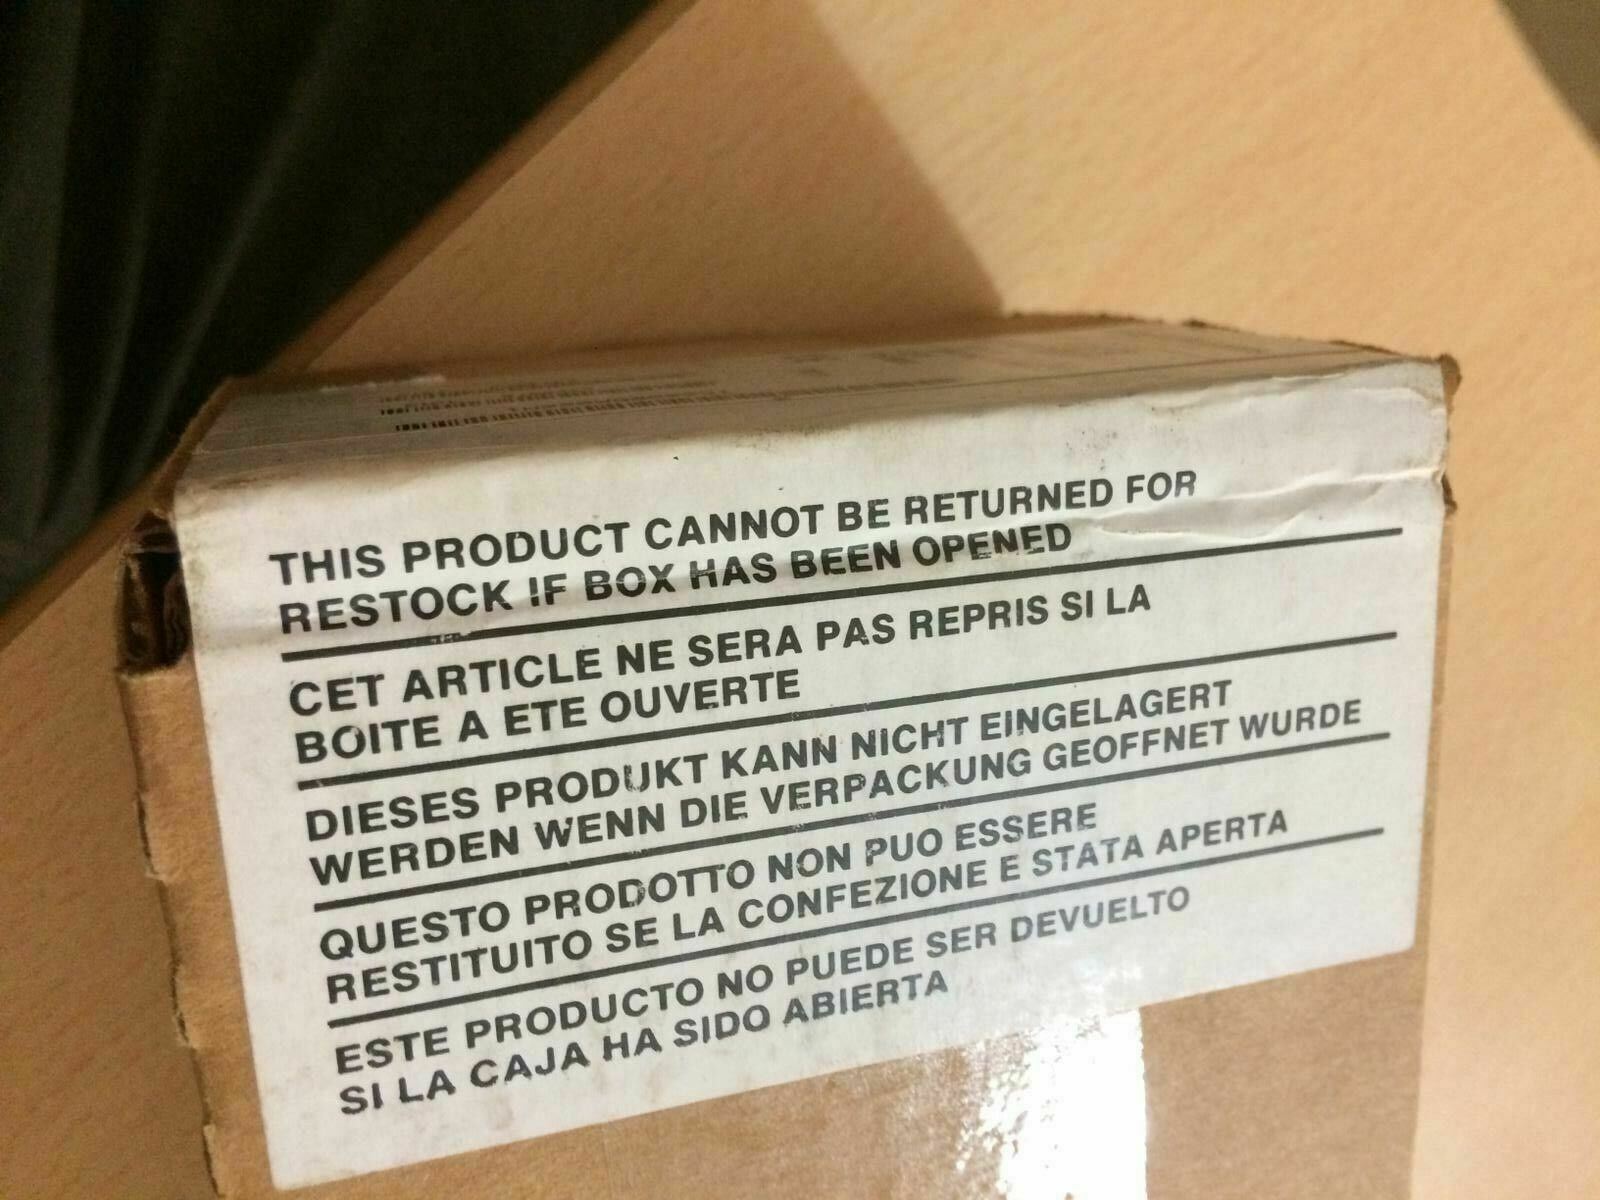 THIS PRODUCT CANNOT BE RETURNED FOR
RESTOCK IF BOX HAS BEEN OPENED
CET ARTICLE NE SERA PAS REPRIS SI LA
BOITE A ETE OUVERTE
DIESES PRODUKT KANN NICHT EINGELAGERT
WERDEN WENN DIE VERPACKUNG GEOFFNET WURDE
QUESTO PRODOTTO NON PUO ESSERE
RESTITUITO SE LA CONFEZIONE E STATA APERTA
ESTE PRODUCTO NO PUEDE SER DEVUELTO
SI LA CAJA HA SIDO ABIERTA